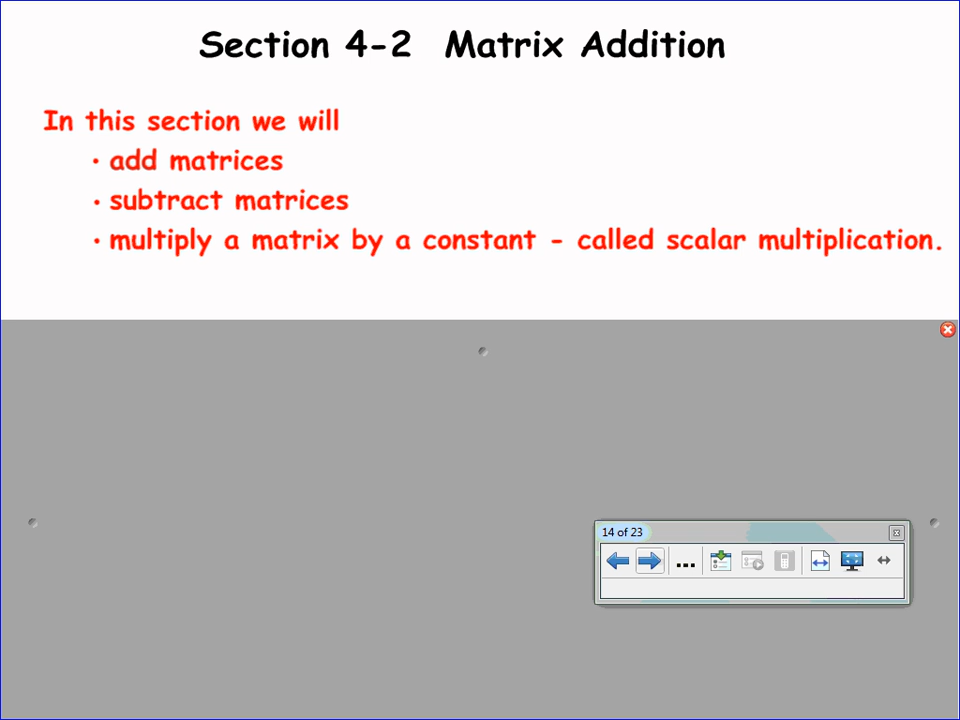 Section 4-2 Matrix Addition
In this section we will
• add matrices
• subtract matrices
• multiply a matrix by a constant - called scalar multiplication.
14 of 23